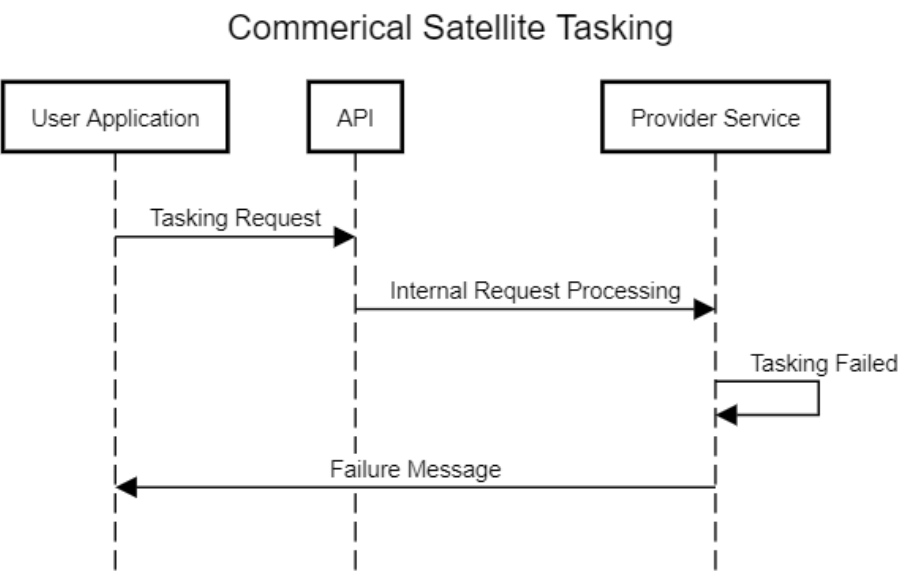 Commerical Satellite Tasking
User Application
API
Provider Service
Tasking Request
Internal Request Processing
Tasking Failed
Failure Message